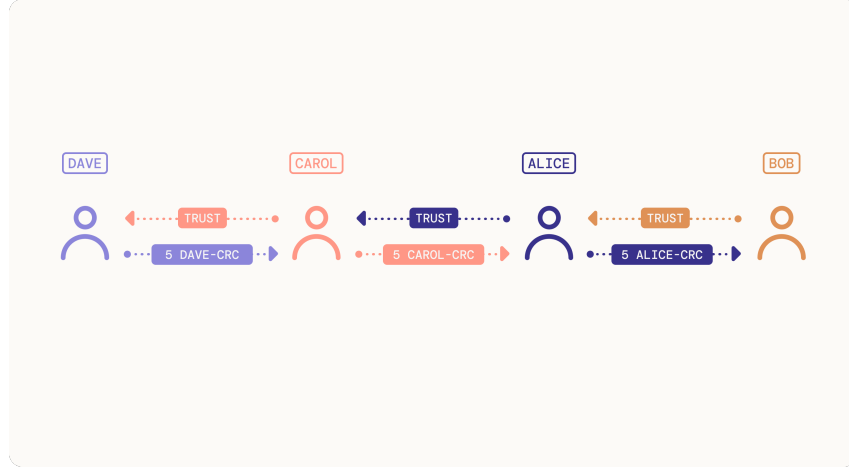 DAVE
CAROL
ALICE
BOB
TRUST
TRUST
TRUST
5 DAVE-CRC
5 CAROL-CRC
5 ALICE-CRC